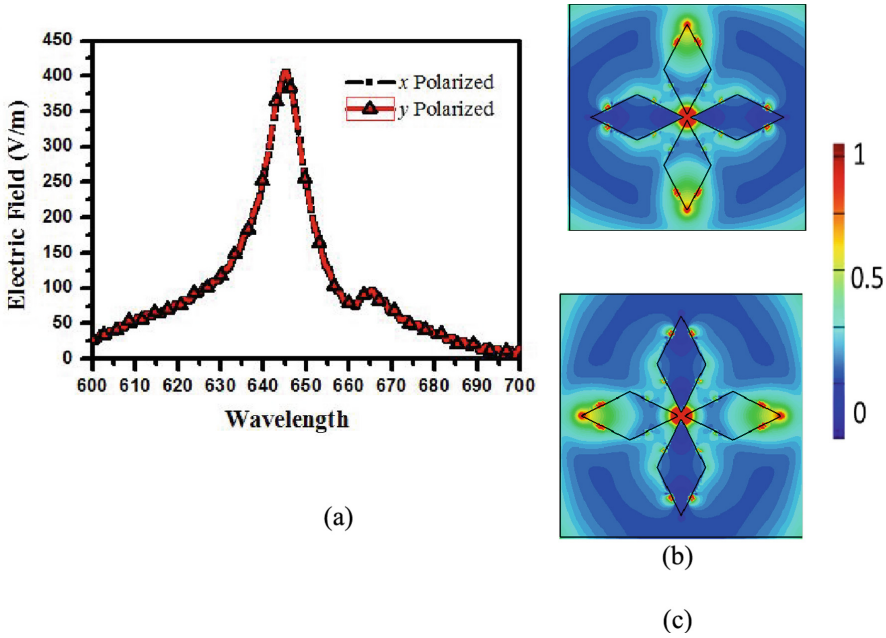 450
400
350
300
250
200
150
100
50
0
Electric Field (V/m)
x Polarized
y Polarized
600 610 620 630 640 650 660 670 680 690 700
Wavelength
(a)
1
0.5
0
(b)
(c)